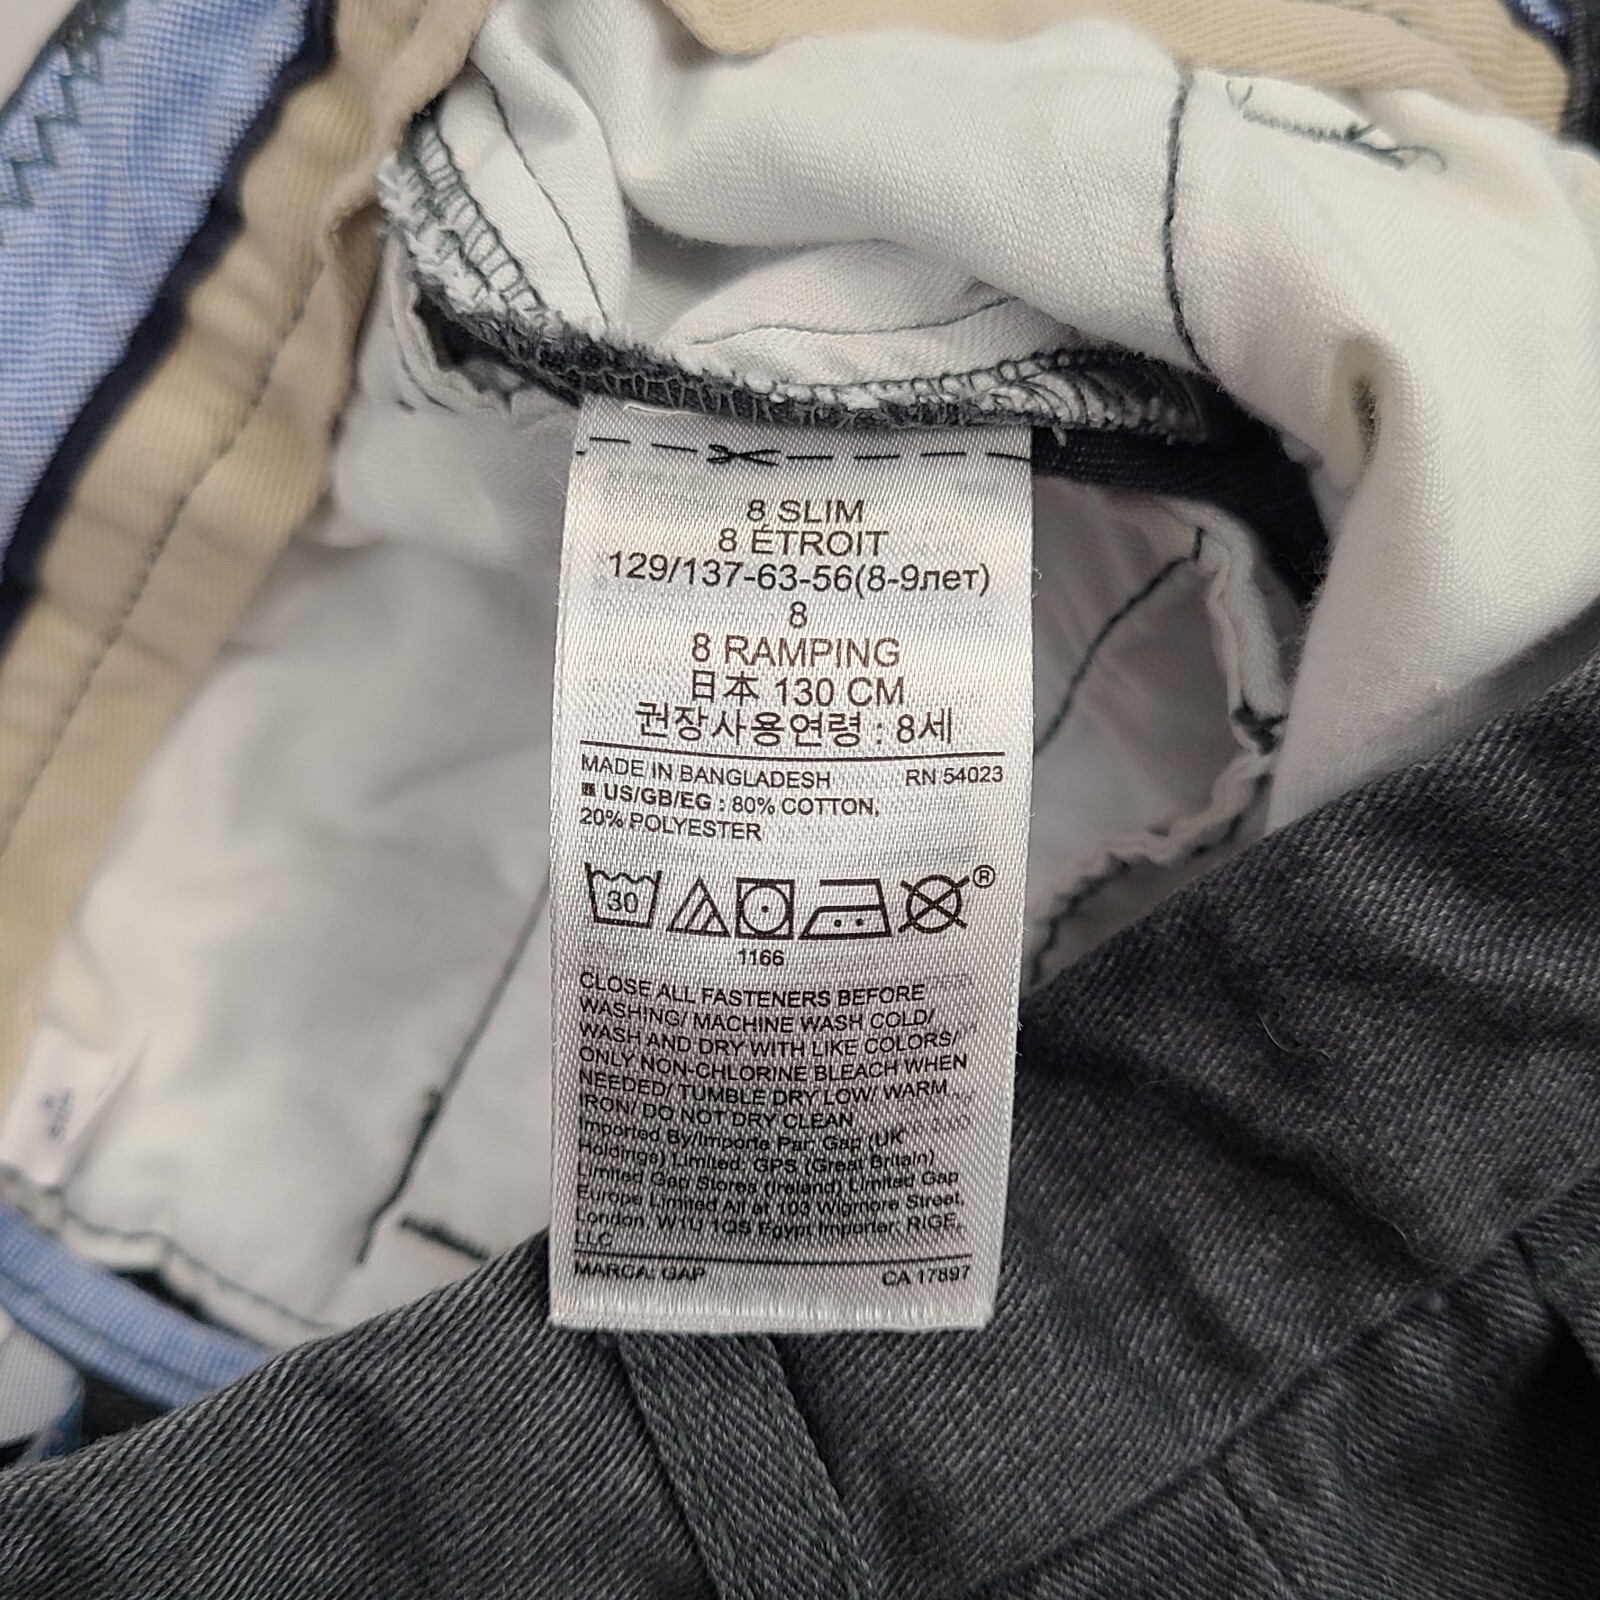 8 SLIM
8 ÉTROIT
129/137-63-56(8-9лет)
8
8 RAMPING
日本 130 CM
권장사용연령 : 8세
MADE IN BANGLADESH RN 54023
US/GB/EG : 80% COTTON,
20% POLYESTER
30
®
1166
CLOSE ALL FASTENERS BEFORE
WASHING/ MACHINE WASH COLD/
WASH AND DRY WITH LIKE COLORS/
ONLY NON-CHLORINE BLEACH WHEN
NEEDED/ TUMBLE DRY LOW/ WARM
IRON/ DO NOT DRY CLEAN
Imported By/Importe Par: Gap (UK
Holdings) Limited; GPS (Great Britain)
Limited Gap Stores (Ireland) Limited Gap
Europe Limited All at 103 Wigmore Street,
London, W1U 1QS Egypt Importer: RIGE,
LLC
MARCA: GAP CA 17897